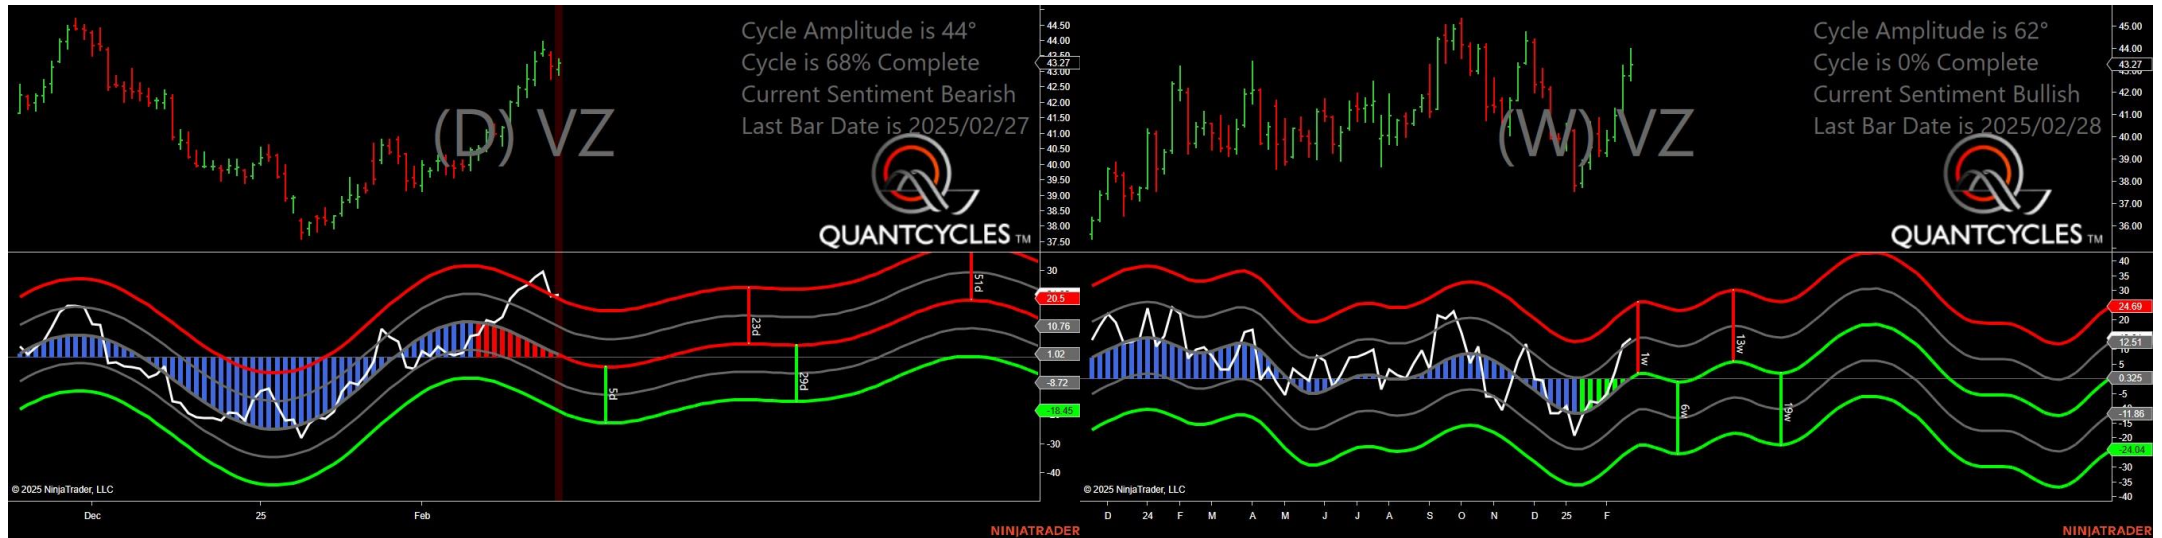 Cycle Amplitude is 44°
Cycle is 68% Complete
Current Sentiment Bearish
Last Bar Date is 2025/02/27
(D) VZ
QUANTCYCLES TM
44.50
44.00
43.50
43.27
43.00
42.50
42.00
41.50
41.00
40.50
40.00
39.50
39.00
38.50
38.00
37.50
30
20.5
10.76
1.02
-8.72
-18.45
-30
-40
5d
23d
29d
51d
© 2025 NinjaTrader, LLC
Dec
25
Feb
NINJATRADER
Cycle Amplitude is 62°
Cycle is 0% Complete
Current Sentiment Bullish
Last Bar Date is 2025/02/28
(W) VZ
QUANTCYCLES TM
45.00
44.00
43.27
43.00
42.00
41.00
40.00
39.00
38.00
37.00
36.00
40
35
30
24.69
20
12.51
5
0.325
-5
-11.86
-15
-20
-24.04
-30
-35
-40
1w
6w
13w
19w
© 2025 NinjaTrader, LLC
D
24
F
M
A
M
J
J
A
S
O
N
D
25
F
NINJATRADER